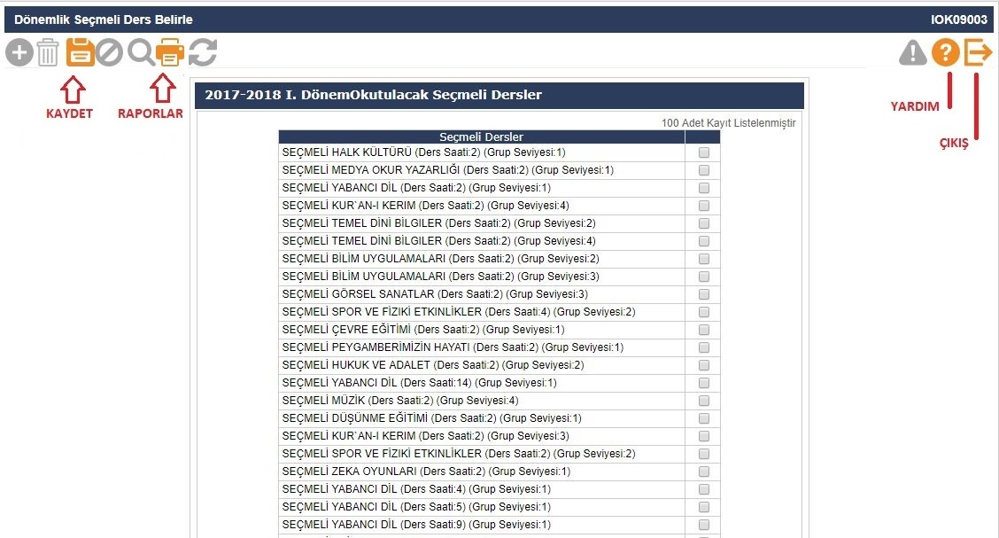 Dönemlik Seçmeli Ders Belirle
IOK09003
KAYDET
RAPORLAR
YARDIM
ÇIKIŞ
2017-2018 I. DönemOkutulacak Seçmeli Dersler
100 Adet Kayıt Listelenmiştir
Seçmeli Dersler
SEÇMELİ HALK KÜLTÜRÜ (Ders Saati:2) (Grup Seviyesi:1)
SEÇMELİ MEDYA OKUR YAZARLIĞI (Ders Saati:2) (Grup Seviyesi:1)
SEÇMELİ YABANCI DİL (Ders Saati:2) (Grup Seviyesi:1)
SEÇMELİ KUR`AN-I KERIM (Ders Saati:2) (Grup Seviyesi:4)
SEÇMELİ TEMEL DİNİ BİLGILER (Ders Saati:2) (Grup Seviyesi:2)
SEÇMELİ TEMEL DİNİ BİLGILER (Ders Saati:2) (Grup Seviyesi:4)
SEÇMELİ BİLİM UYGULAMALARI (Ders Saati:2) (Grup Seviyesi:2)
SEÇMELİ BİLİM UYGULAMALARI (Ders Saati:2) (Grup Seviyesi:3)
SEÇMELİ GÖRSEL SANATLAR (Ders Saati:2) (Grup Seviyesi:3)
SEÇMELİ SPOR VE FİZIKİ ETKINLİKLER (Ders Saati:4) (Grup Seviyesi:2)
SEÇMELİ ÇEVRE EĞİTİMİ (Ders Saati:2) (Grup Seviyesi:1)
SEÇMELİ PEYGAMBERİMİZİN HAYATI (Ders Saati:2) (Grup Seviyesi:1)
SEÇMELİ HUKUK VE ADALET (Ders Saati:2) (Grup Seviyesi:2)
SEÇMELİ YABANCI DİL (Ders Saati:14) (Grup Seviyesi:1)
SEÇMELİ MÜZİK (Ders Saati:2) (Grup Seviyesi:4)
SEÇMELİ DÜŞÜNME EĞİTİMİ (Ders Saati:2) (Grup Seviyesi:1)
SEÇMELİ KUR`AN-I KERIM (Ders Saati:2) (Grup Seviyesi:3)
SEÇMELİ SPOR VE FİZIKİ ETKINLİKLER (Ders Saati:2) (Grup Seviyesi:2)
SEÇMELİ ZEKA OYUNLARI (Ders Saati:2) (Grup Seviyesi:1)
SEÇMELİ YABANCI DİL (Ders Saati:4) (Grup Seviyesi:1)
SEÇMELİ YABANCI DİL (Ders Saati:5) (Grup Seviyesi:1)
SEÇMELİ YABANCI DİL (Ders Saati:9) (Grup Seviyesi:1)